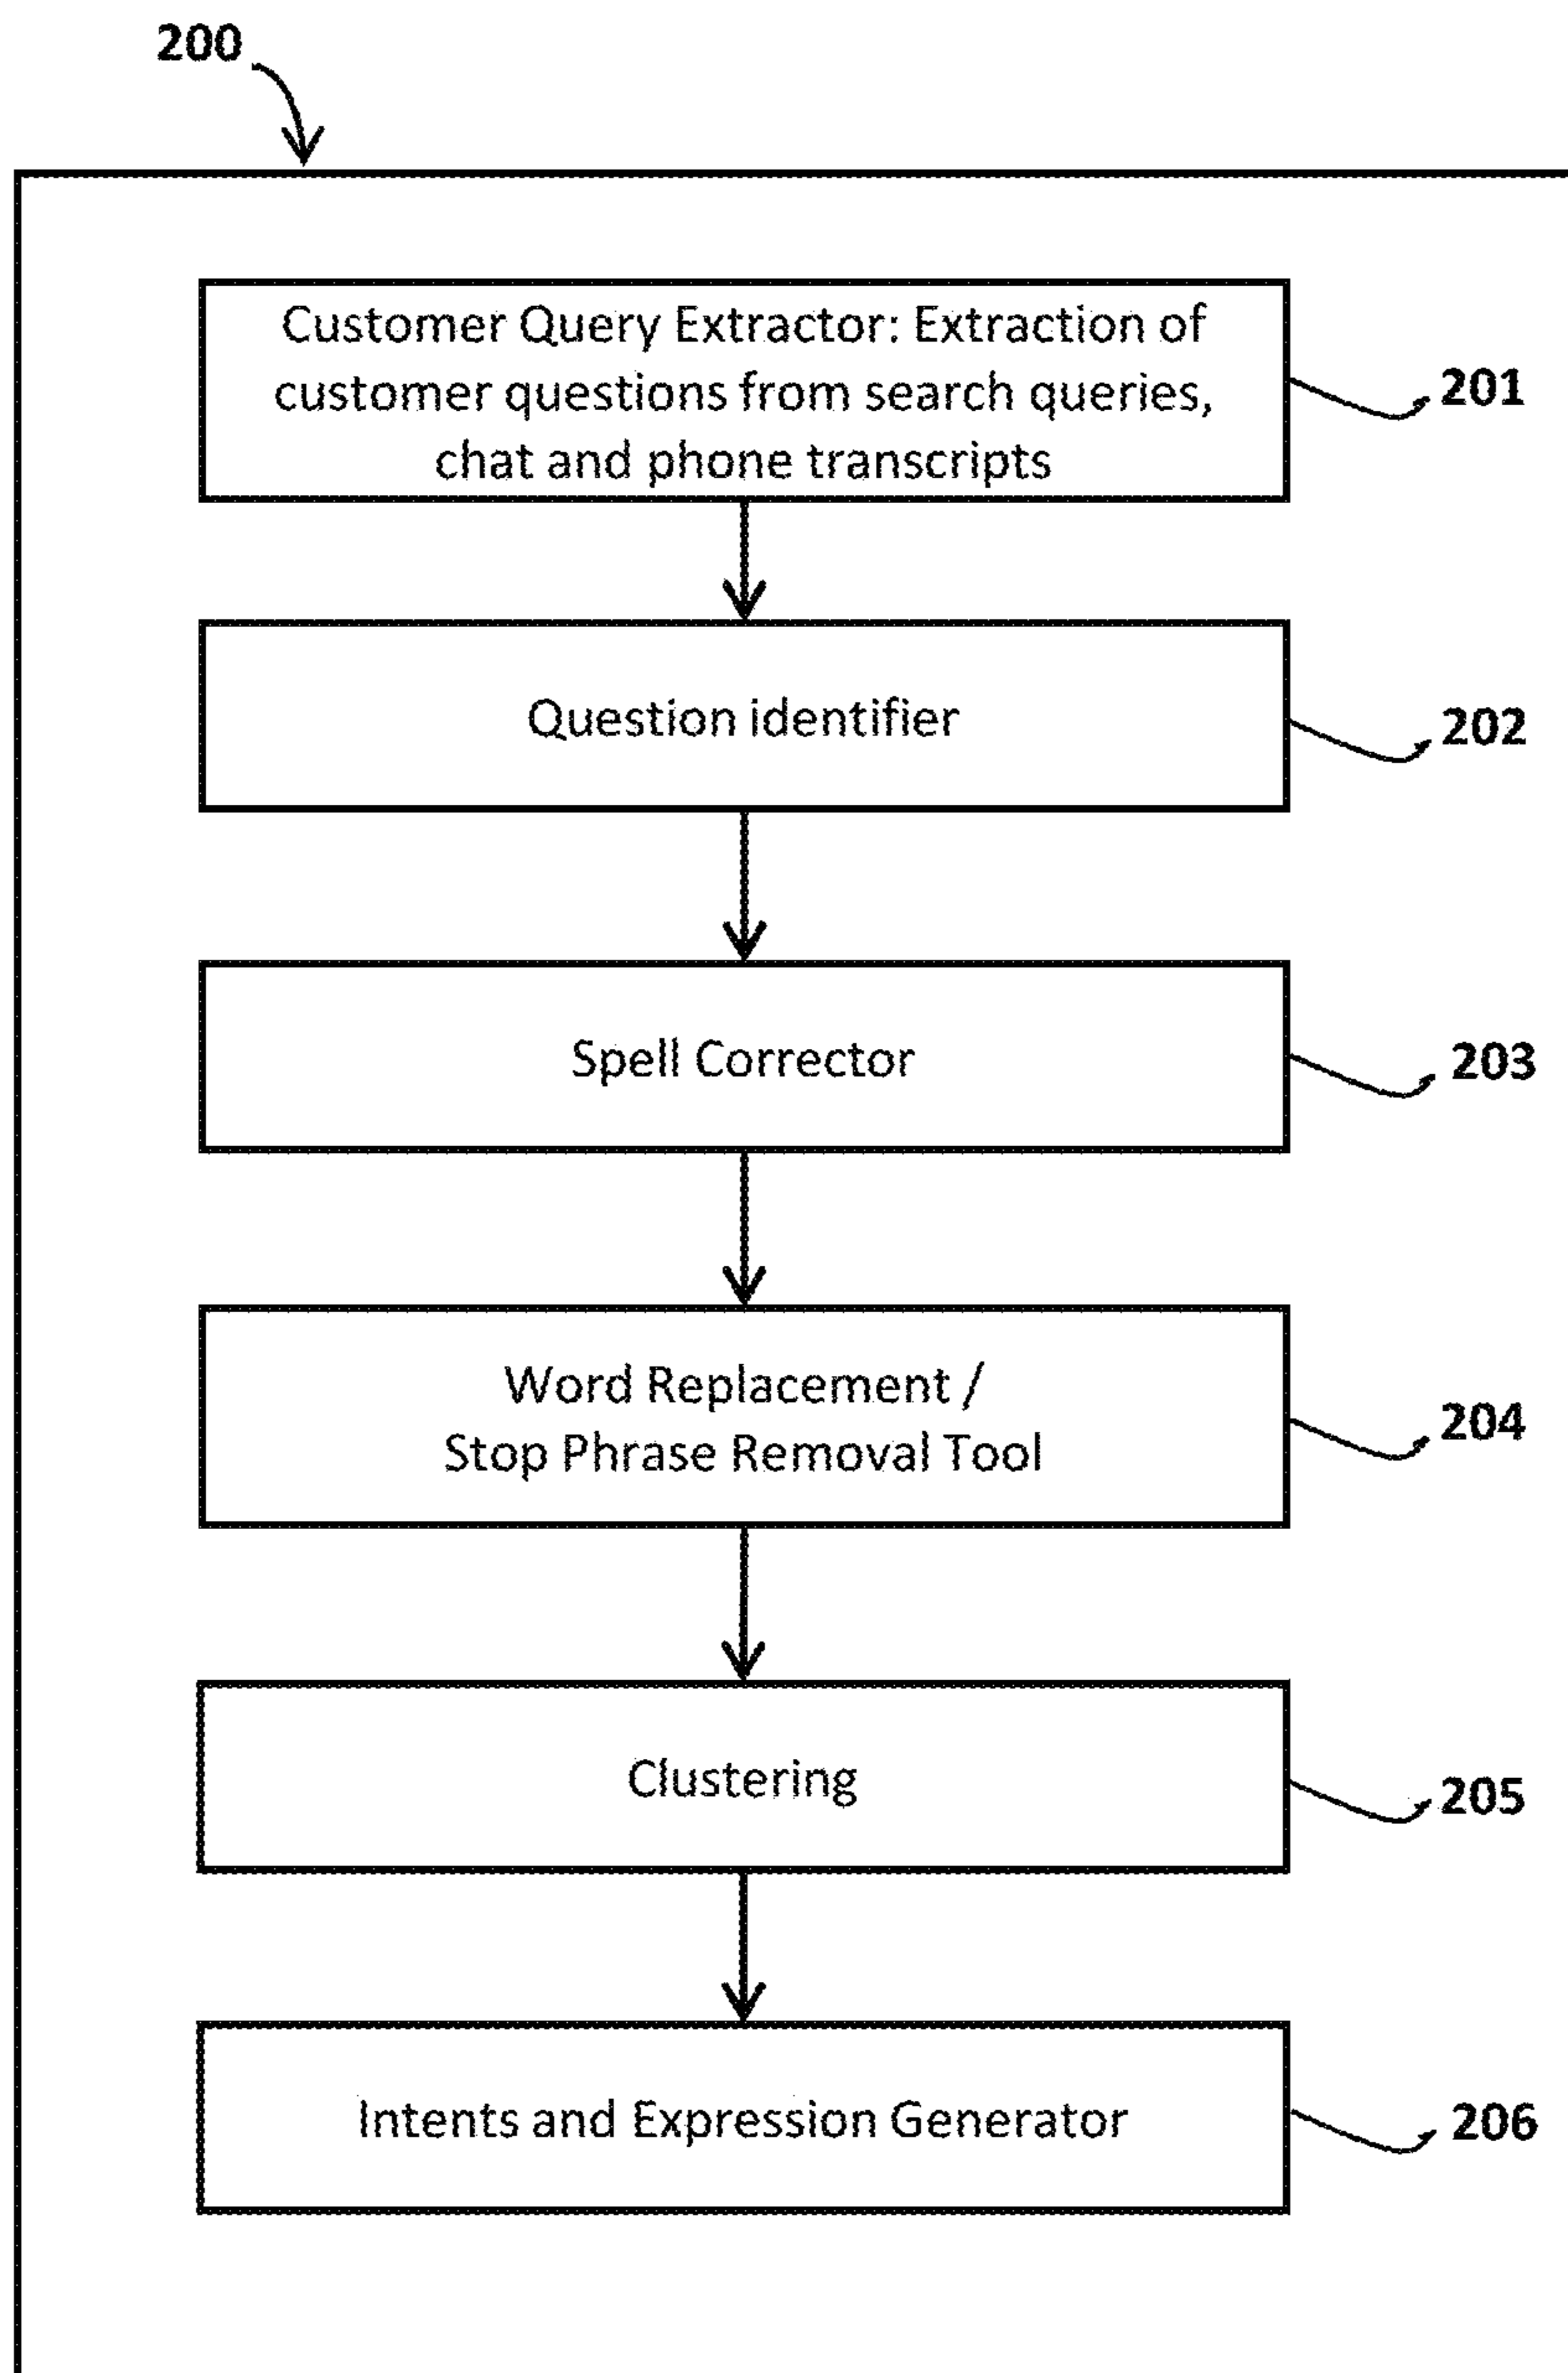 200
Customer Query Extractor: Extraction of
customer questions from search queries,
chat and phone transcripts
201
Question identifier
202
Spell Corrector
203
Word Replacement /
Stop Phrase Removal Tool
204
Clustering
205
Intents and Expression Generator
206